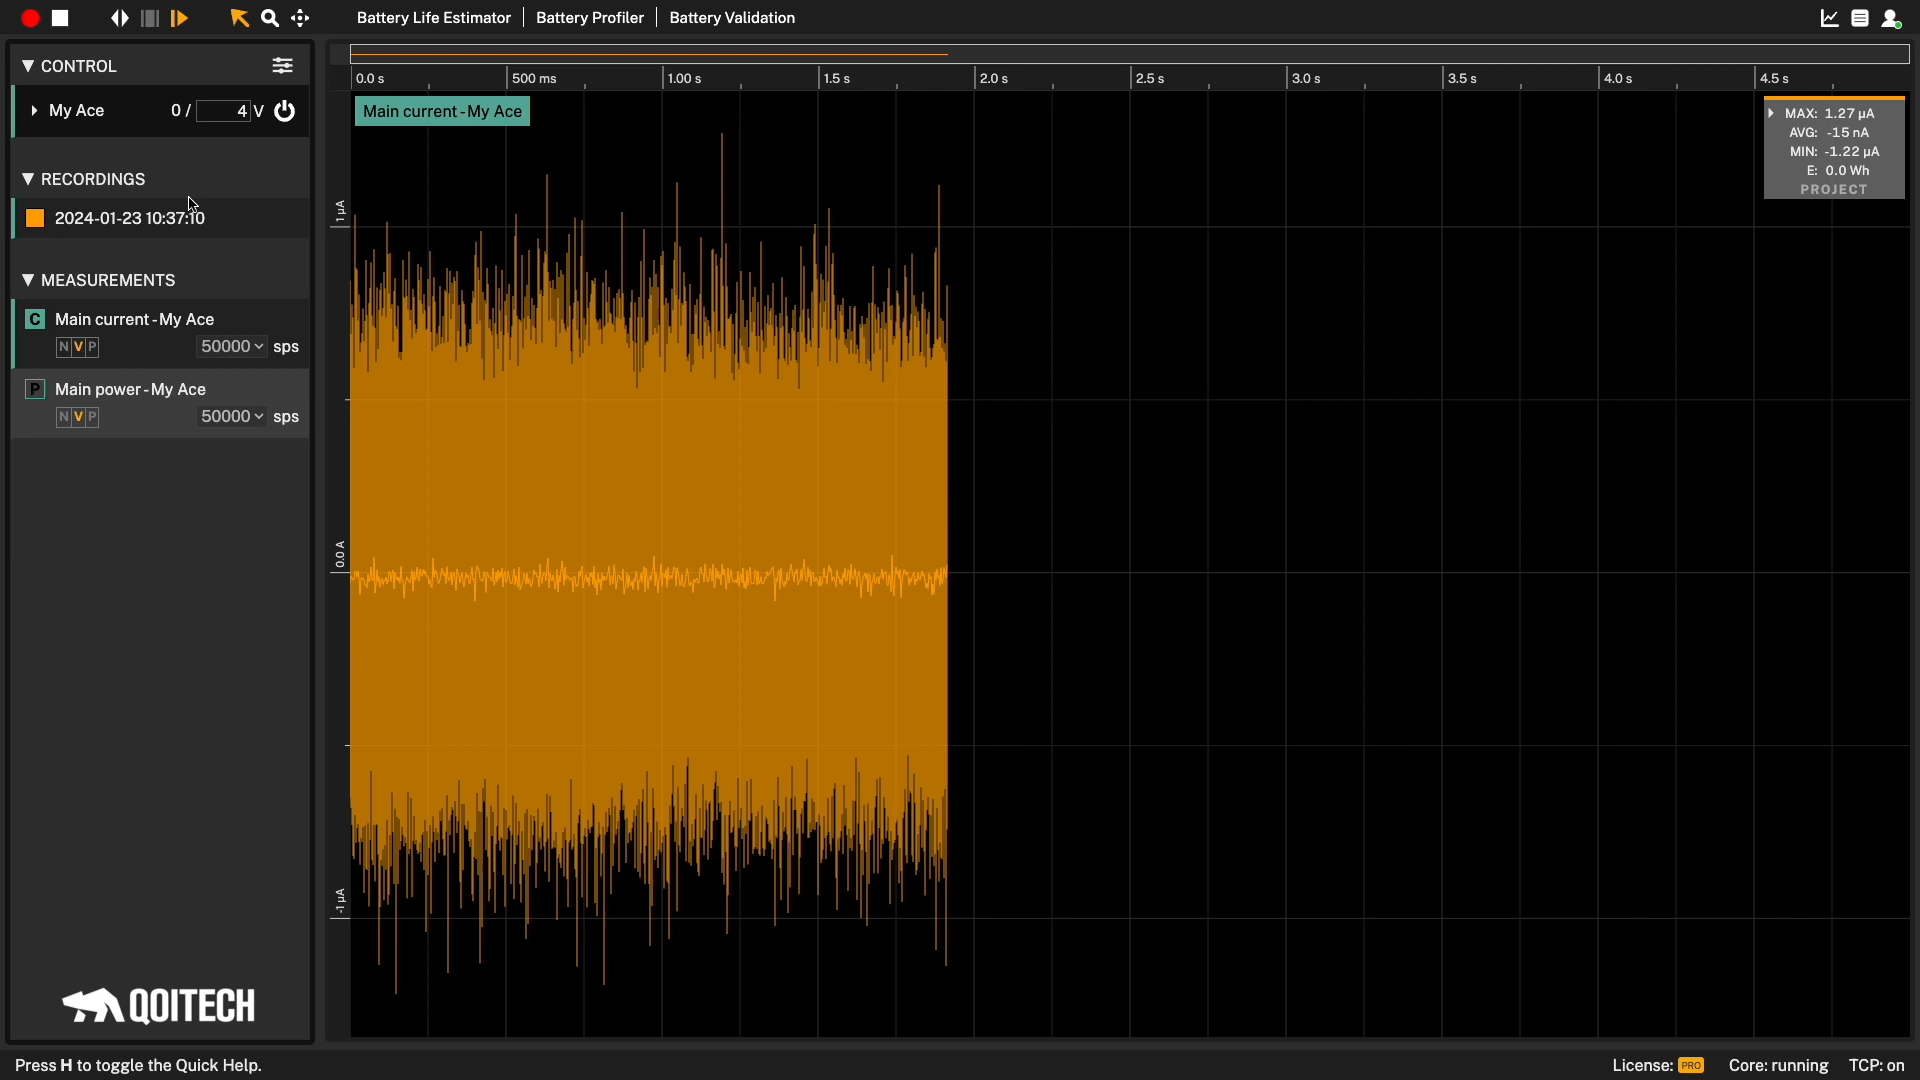 Battery Life Estimator | Battery Profiler | Battery Validation
CONTROL
My Ace 0 / 4 V
RECORDINGS
2024-01-23 10:37:10
MEASUREMENTS
C Main current - My Ace
N V P 50000 sps
P Main power - My Ace
N V P 50000 sps
QOITECH
0.0 s 500 ms 1.00 s 1.5 s 2.0 s 2.5 s 3.0 s 3.5 s 4.0 s 4.5 s
Main current - My Ace
1 µA
0.0 A
-1 µA
MAX: 1.27 µA
AVG: -15 nA
MIN: -1.22 µA
E: 0.0 Wh
PROJECT
Press H to toggle the Quick Help.
License: PRO Core: running TCP: on